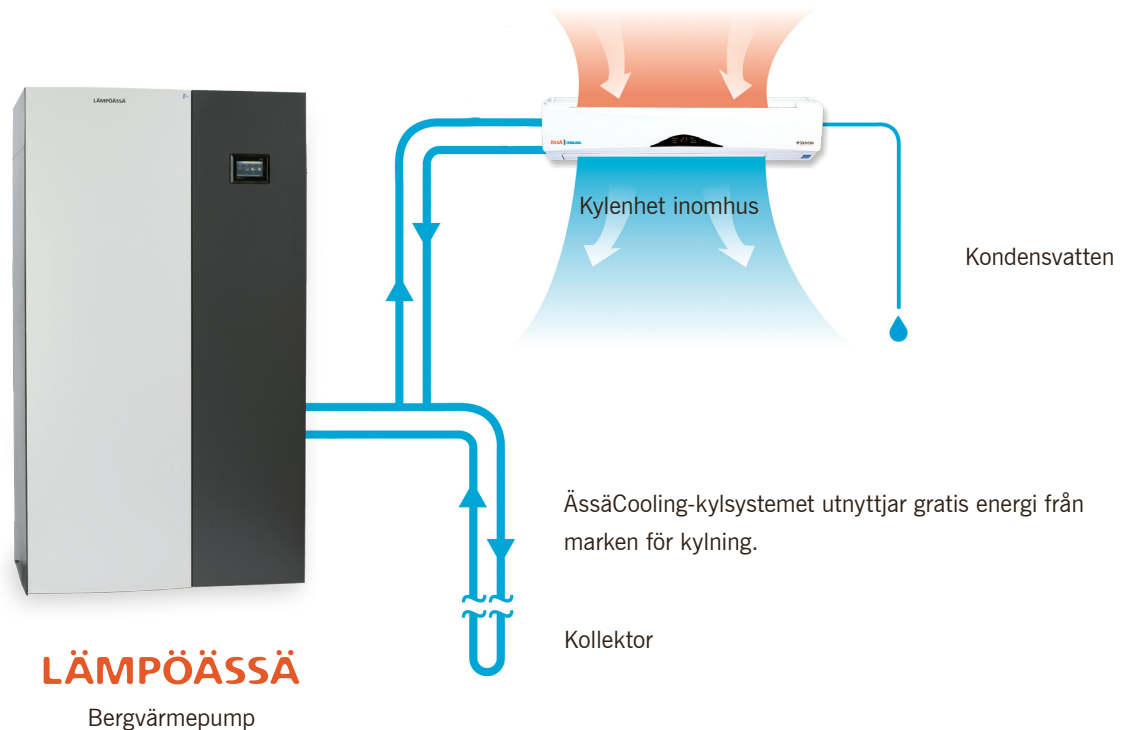 LÄMPÖÄSSÄ
Kylenhet inomhus
Kondensvatten
ÄssäCooling-kylsystemet utnyttjar gratis energi från
marken för kylning.
Kollektor
LÄMPÖÄSSÄ
Bergvärmepump